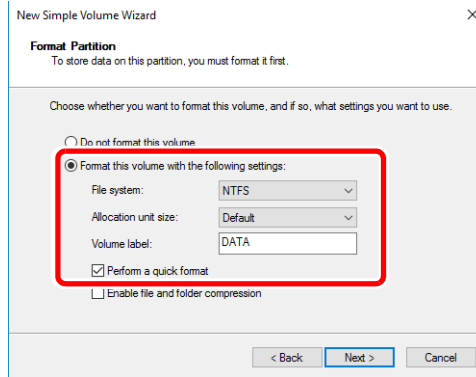 New Simple Volume Wizard
Format Partition
To store data on this partition, you must format it first.
Choose whether you want to format this volume, and if so, what settings you want to use.
Do not format this volume
Format this volume with the following settings:
File system: NTFS
Allocation unit size: Default
Volume label: DATA
Perform a quick format
Enable file and folder compression
< Back Next > Cancel